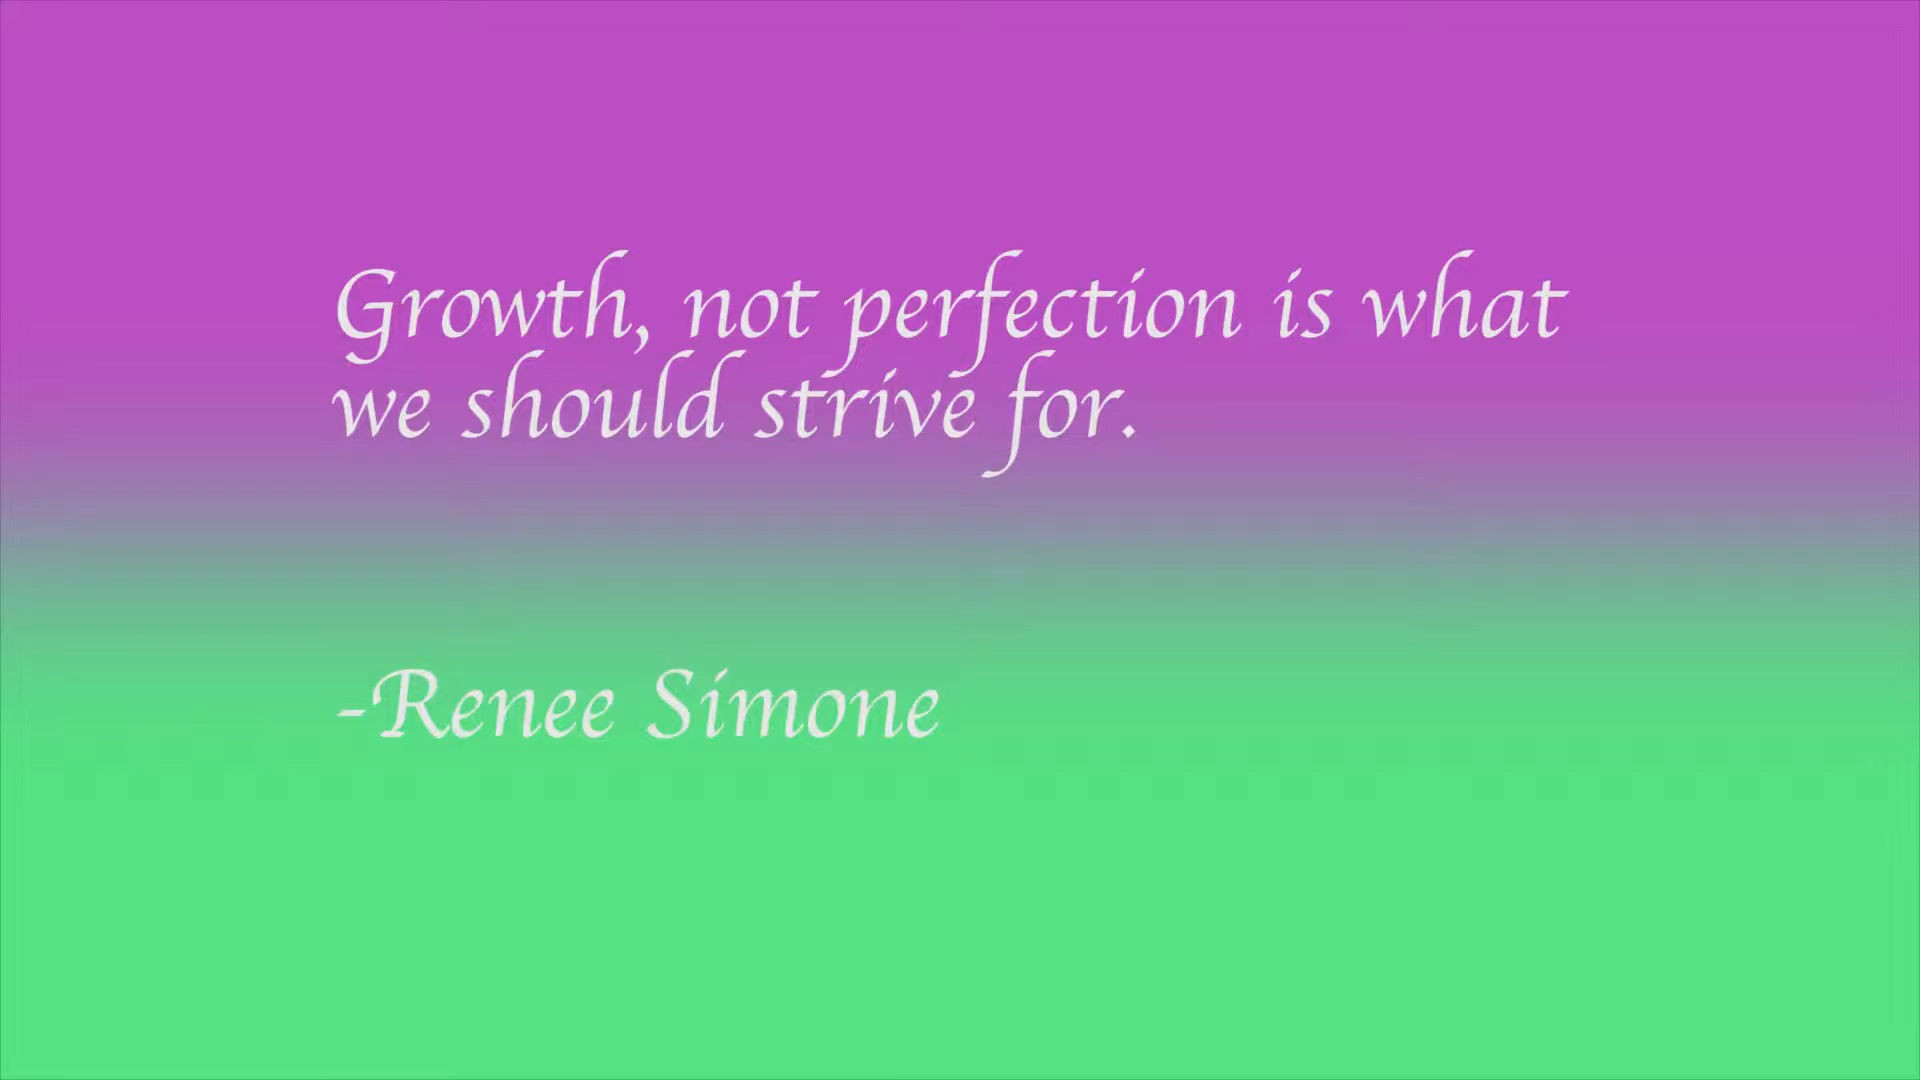 Growth, not perfection is what
we should strive for.
-Renee Simone